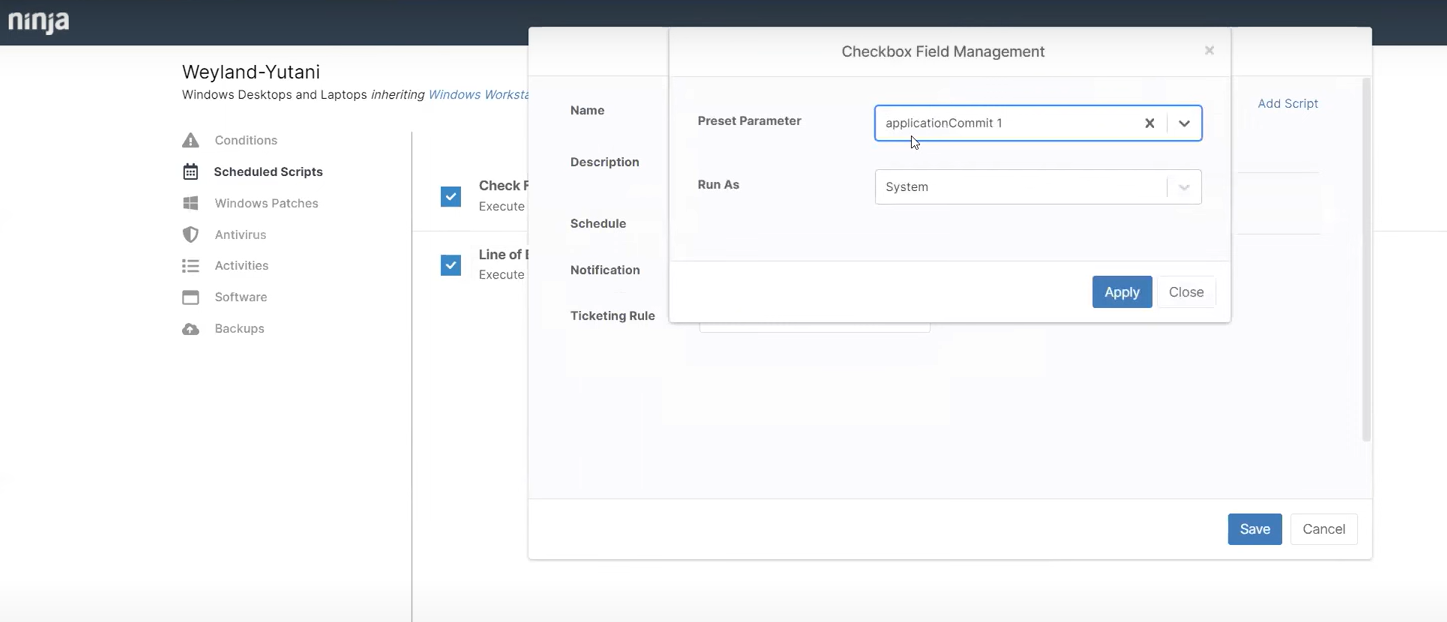 ninja
Weyland-Yutani
Windows Desktops and Laptops inheriting Windows
Conditions
Scheduled Scripts
Windows Patches
Antivirus
Activities
Software
Backups
Check
Execute
Line of
Execute
Name
Description
Schedule
Notification
Ticketing Rule
Add Script
Checkbox Field Management
Preset Parameter
applicationCommit 1
Run As
System
Apply
Close
Save
Cancel